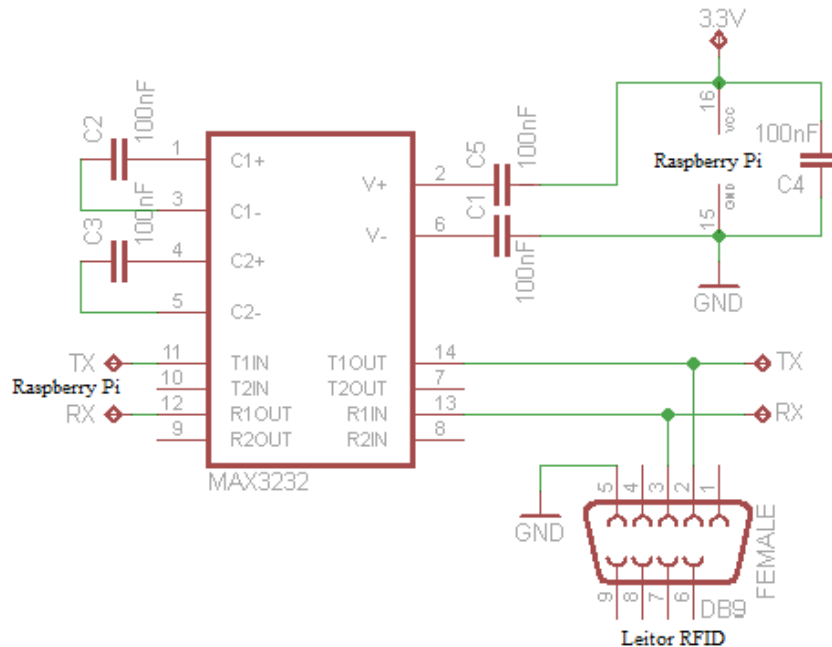 3.3V
C2
100nF
1
C1+
3
C1-
C3
100nF
4
C2+
5
C2-
2
V+
C5
100nF
6
V-
C1
100nF
16
VCC
Raspberry Pi
15
GND
100nF
C4
GND
TX
11
T1IN
T1OUT
14
TX
Raspberry Pi
10
T2IN
T2OUT
7
RX
12
R1OUT
R1IN
13
RX
9
R2OUT
R2IN
8
MAX3232
GND
5
4
3
2
1
FEMALE
9
8
7
6
DB9
Leitor RFID